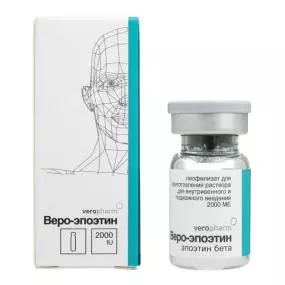 veropharm
Веро-эпоэтин
2000
IU
лиофилизат для
приготовления раствора
для внутривенного и
подкожного введения
2000 МЕ
veropharm
Веро-эпоэтин
эпоэтин бета